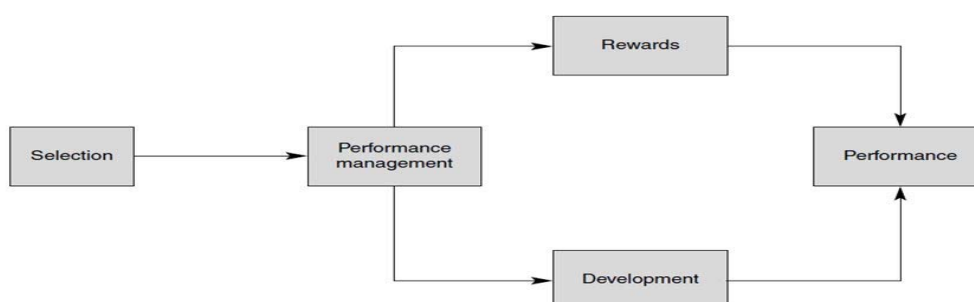 Rewards
Selection
Performance
management
Performance
Development